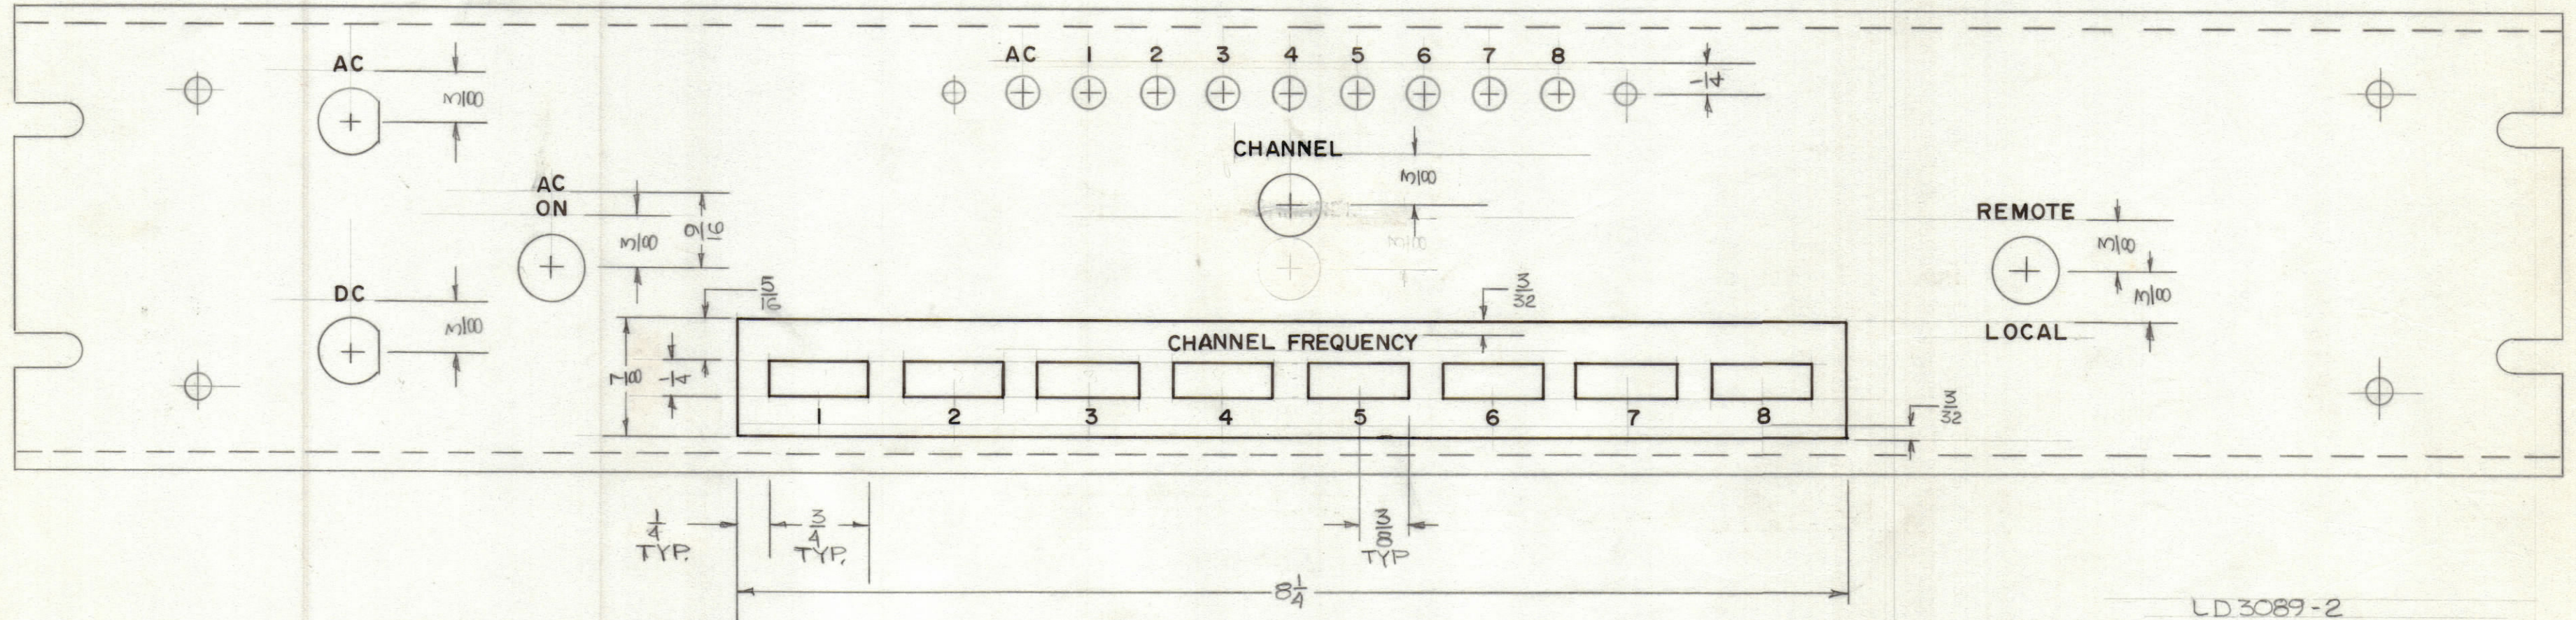 AC 1 2 3 4 5 6 7 8
AC
3/8
1/4
CHANNEL
3/8
AC
ON
3/8
9/16
3/8
REMOTE
3/8
3/8
LOCAL
DC
3/8
5/16
3/32
CHANNEL FREQUENCY
7/8
1/4
1 2 3 4 5 6 7 8
3/32
1/4
TYP.
3/4
TYP.
3/8
TYP
8 1/4
LD3089-2